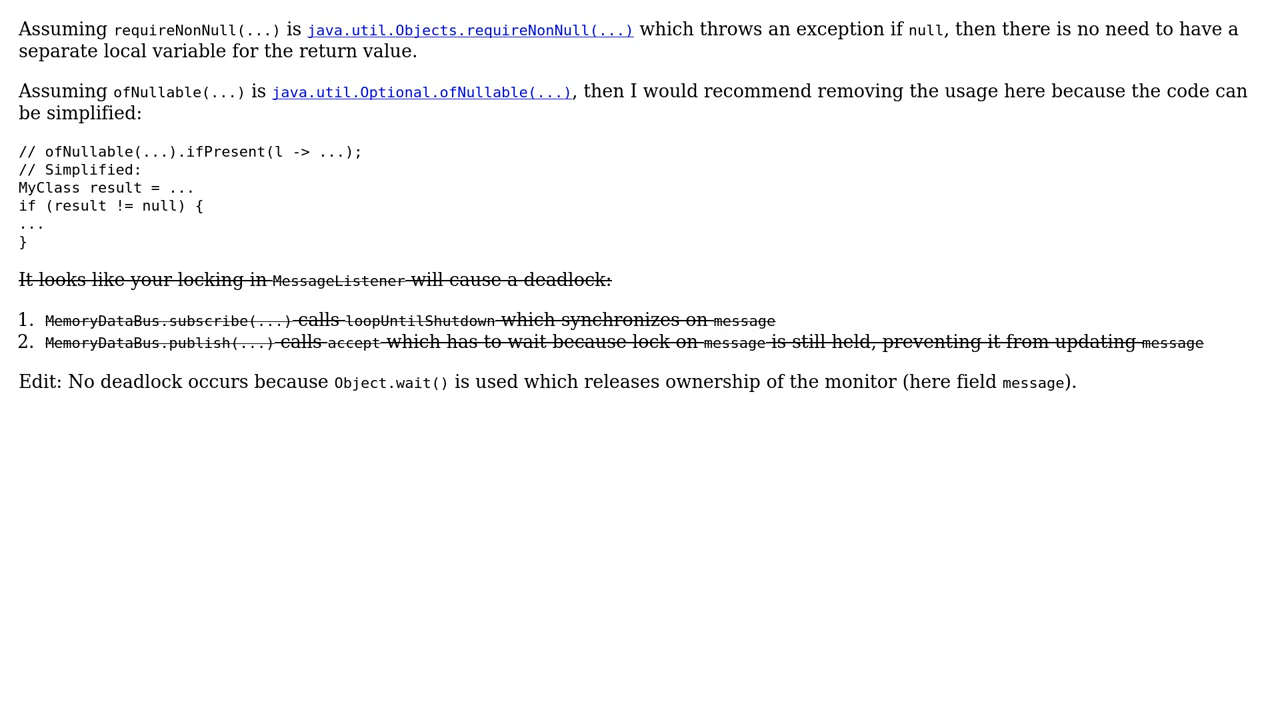 Assuming requireNonNull(...) is java.util.Objects.requireNonNull(...) which throws an exception if null, then there is no need to have a
separate local variable for the return value.
Assuming ofNullable(...) is java.util.Optional.ofNullable(...), then I would recommend removing the usage here because the code can
be simplified:
// ofNullable(...).ifPresent(l -> ...);
// Simplified:
MyClass result = ...
if (result != null) {
...
}
It looks like your locking in MessageListener will cause a deadlock:
1. MemoryDataBus.subscribe(...) calls loopUntilShutdown which synchronizes on message
2. MemoryDataBus.publish(...) calls accept which has to wait because lock on message is still held, preventing it from updating message
Edit: No deadlock occurs because Object.wait() is used which releases ownership of the monitor (here field message).